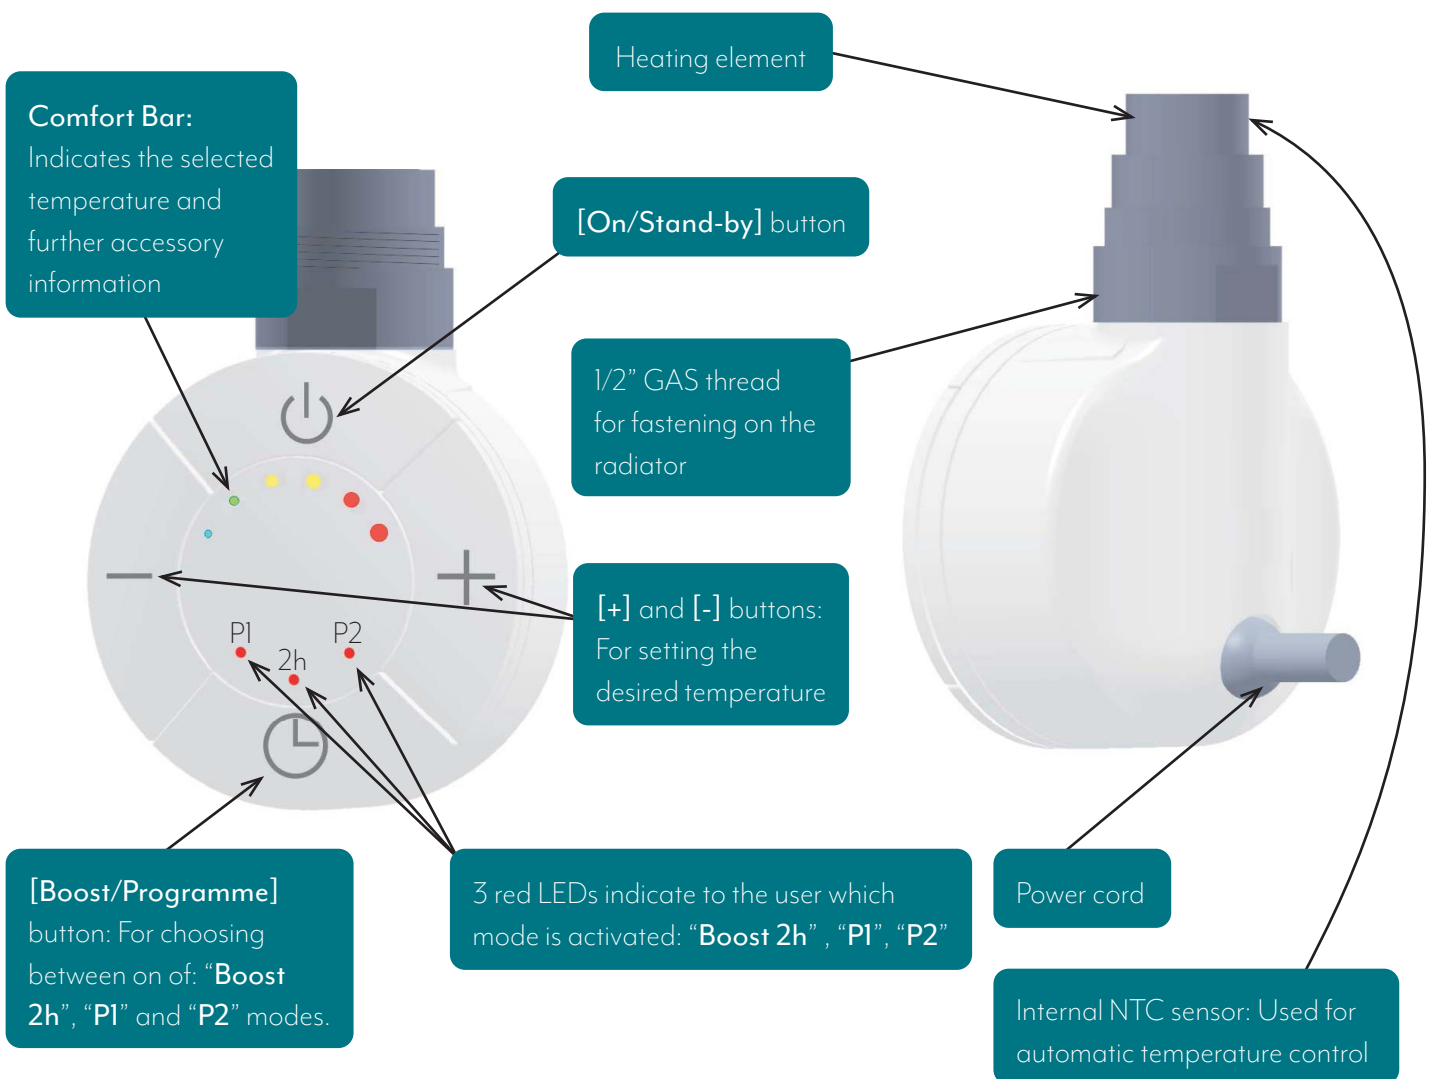 Heating element
Comfort Bar:
Indicates the selected
temperature and
further accessory
information
[On/Stand-by] button
1/2” GAS thread
for fastening on the
radiator
[+] and [-] buttons:
For setting the
desired temperature
P1
P2
2h
[Boost/Programme]
button: For choosing
between on of: “Boost
2h”, “P1” and “P2” modes.
3 red LEDs indicate to the user which
mode is activated: “Boost 2h” , “P1”, “P2”
Power cord
Internal NTC sensor: Used for
automatic temperature control